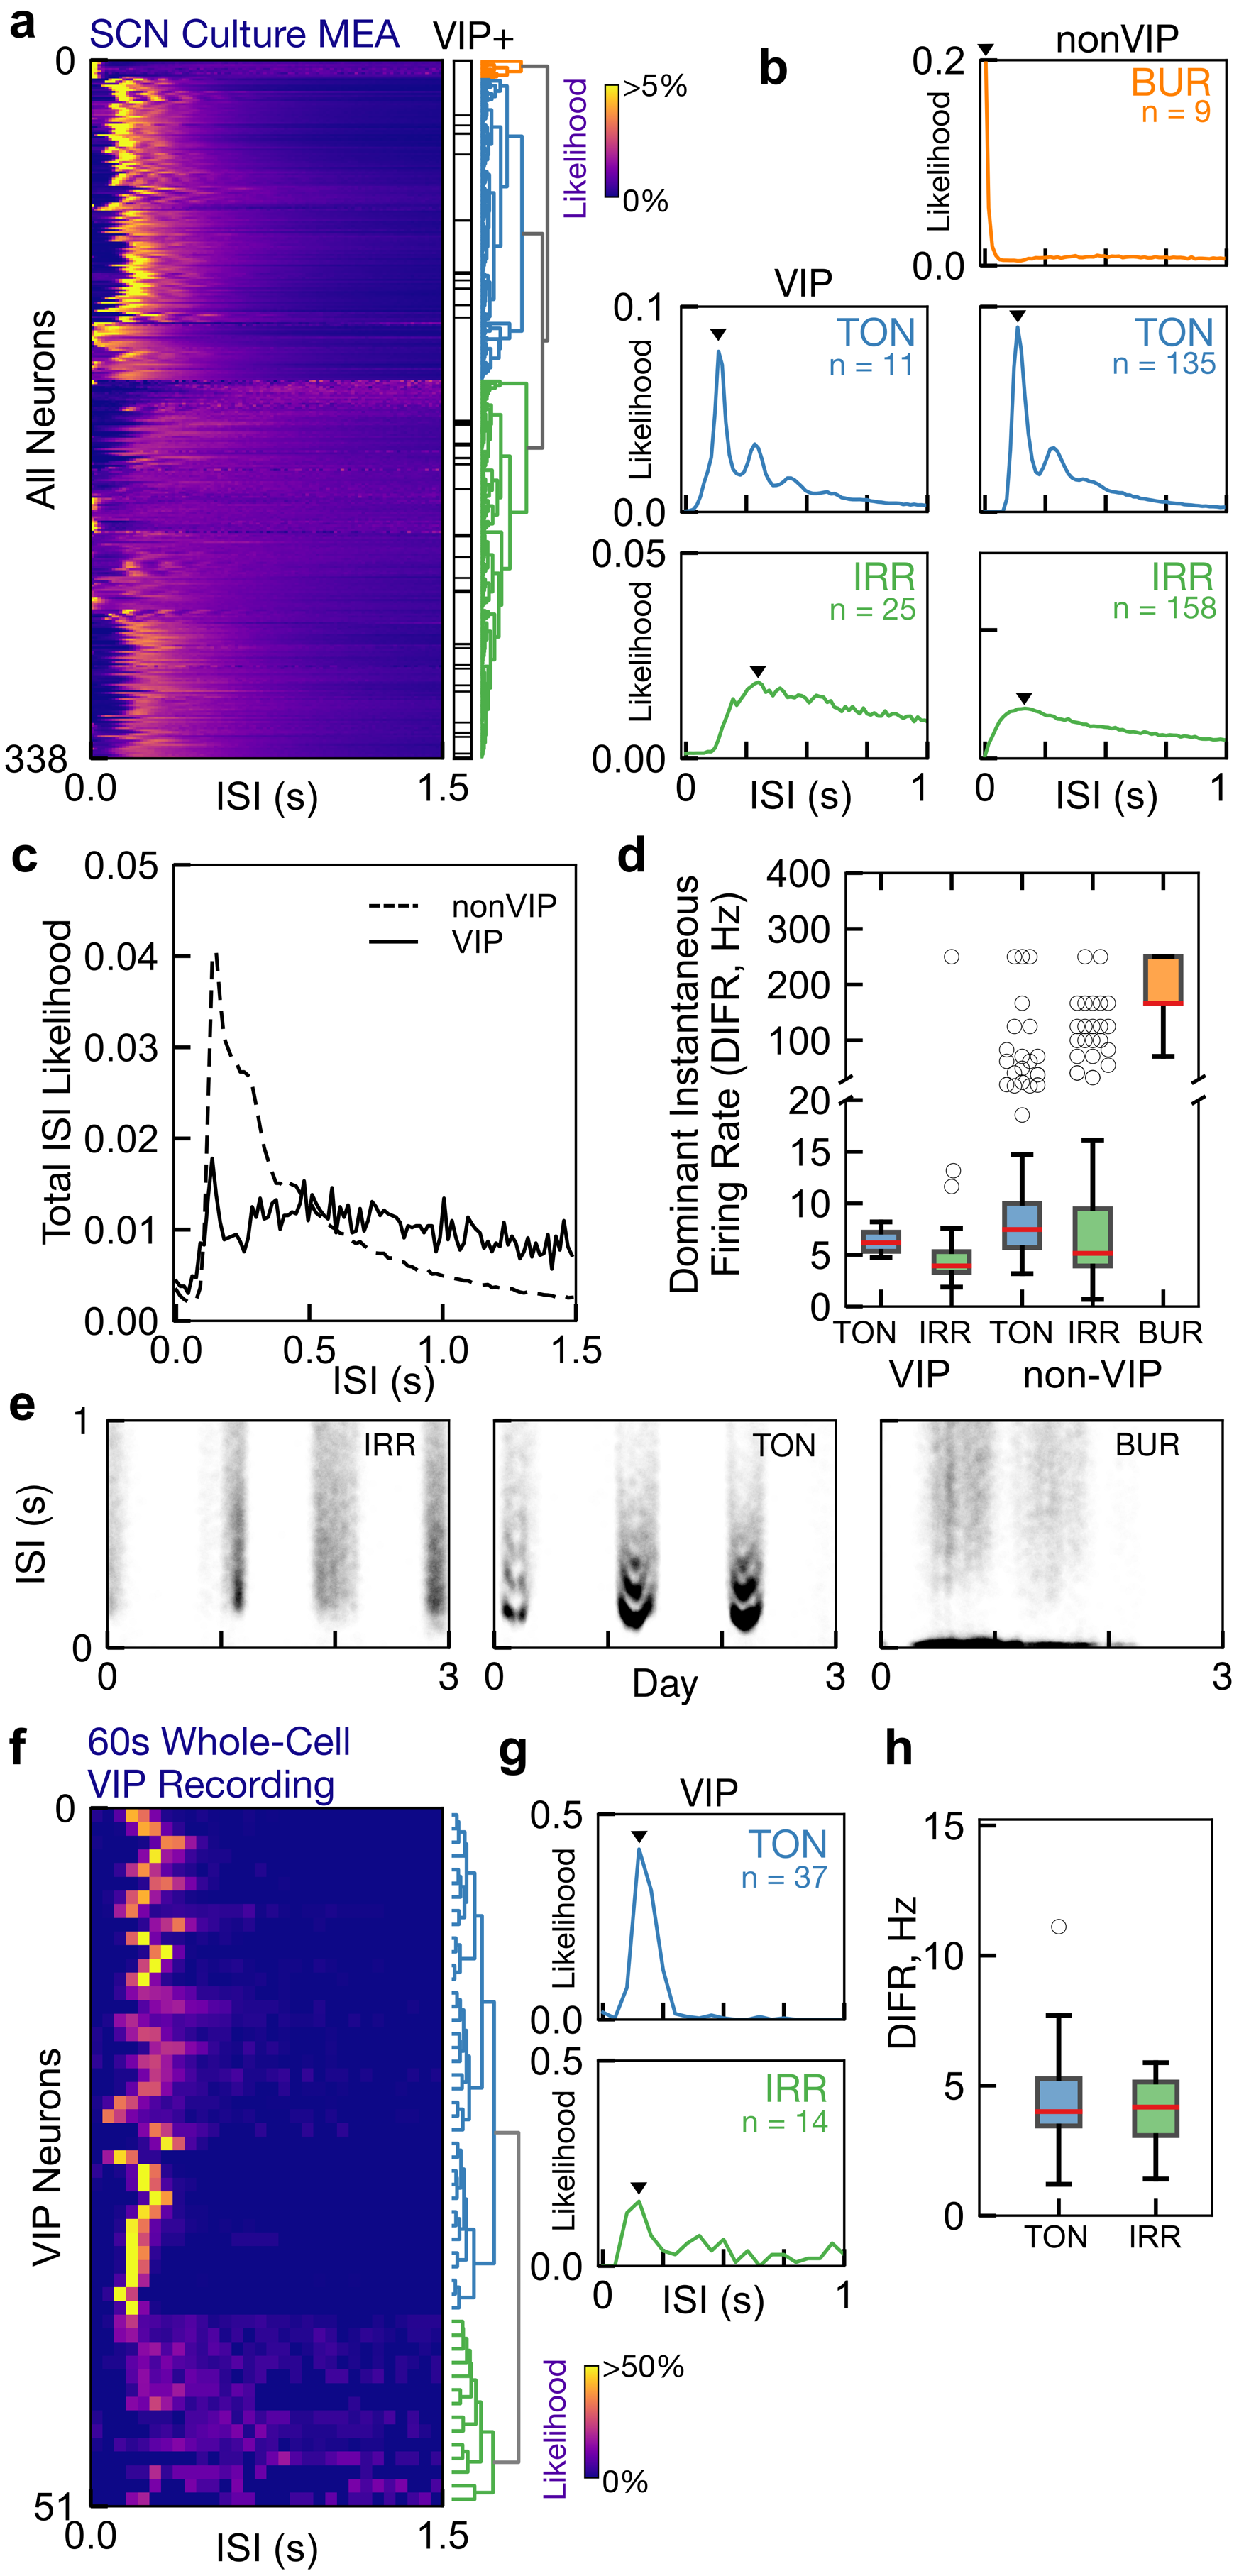 a
SCN Culture MEA
VIP+
0
338
All Neurons
0.0
ISI (s)
1.5
Likelihood
>5%
0%
b
nonVIP
0.2
0.0
Likelihood
BUR
n = 9
VIP
0.1
0.0
Likelihood
TON
n = 11
TON
n = 135
0.05
0.00
Likelihood
IRR
n = 25
IRR
n = 158
0
ISI (s)
1
0
ISI (s)
1
c
0.05
0.04
0.03
0.02
0.01
0.00
Total ISI Likelihood
nonVIP
VIP
0.0
0.5
1.0
1.5
ISI (s)
d
Dominant Instantaneous
Firing Rate (DIFR, Hz)
400
300
200
100
20
15
10
5
0
TON
IRR
TON
IRR
BUR
VIP
non-VIP
e
1
0
ISI (s)
IRR
TON
BUR
0
3
0
Day
3
0
3
f
60s Whole-Cell
VIP Recording
0
51
VIP Neurons
0.0
ISI (s)
1.5
Likelihood
>50%
0%
g
VIP
0.5
0.0
Likelihood
TON
n = 37
0.5
0.0
Likelihood
IRR
n = 14
0
ISI (s)
1
h
15
10
5
0
DIFR, Hz
TON
IRR